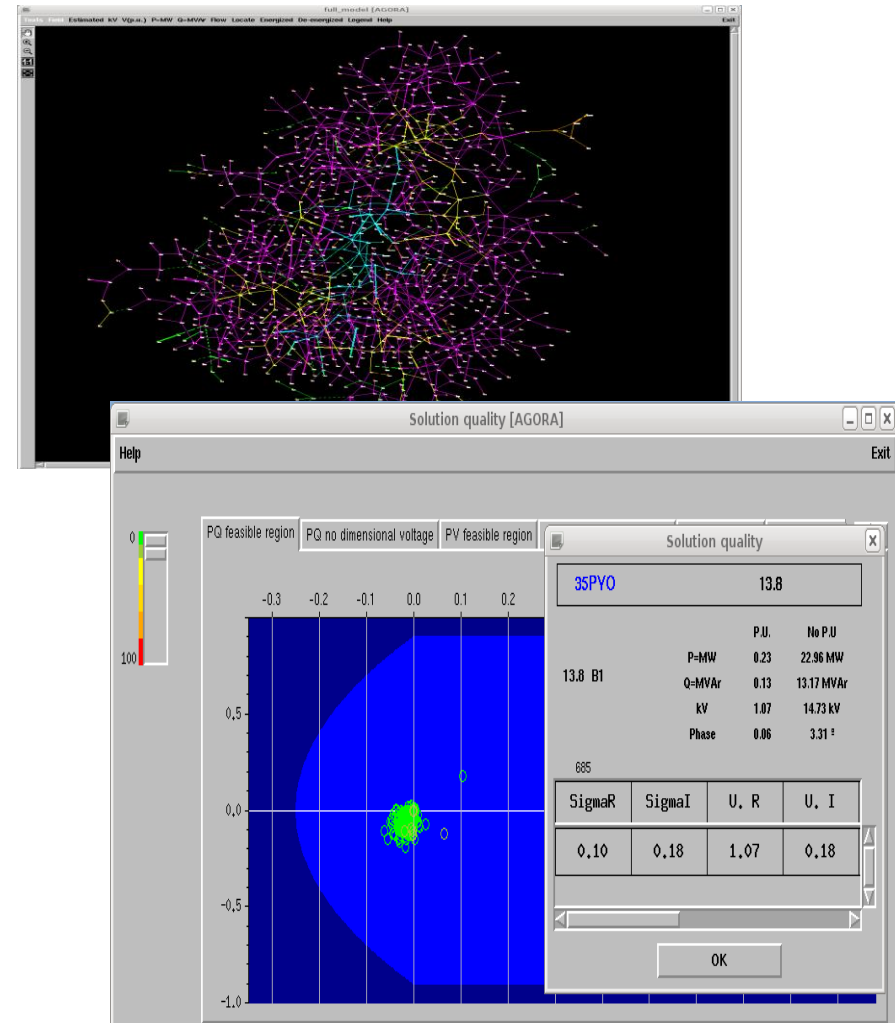 full_model [AGORA]
Tools Field Estimated kV V(p.u.) P=MW Q=MVAr Flow Locate Energized De-energized Legend Help Exit
Solution quality [AGORA]
Help Exit
PQ feasible region PQ no dimensional voltage PV feasible region
0
100
-0.3 -0.2 -0.1 0.0 0.1 0.2
0.5
0.0
-0.5
-1.0
Solution quality
35PYO 13.8
P.U. No P.U
13.8 B1
P=MW 0.23 22.96 MW
Q=MVAr 0.13 13.17 MVAr
kV 1.07 14.73 kV
Phase 0.06 3.31 º
685
SigmaR SigmaI U. R U. I
0.10 0.18 1.07 0.18
OK